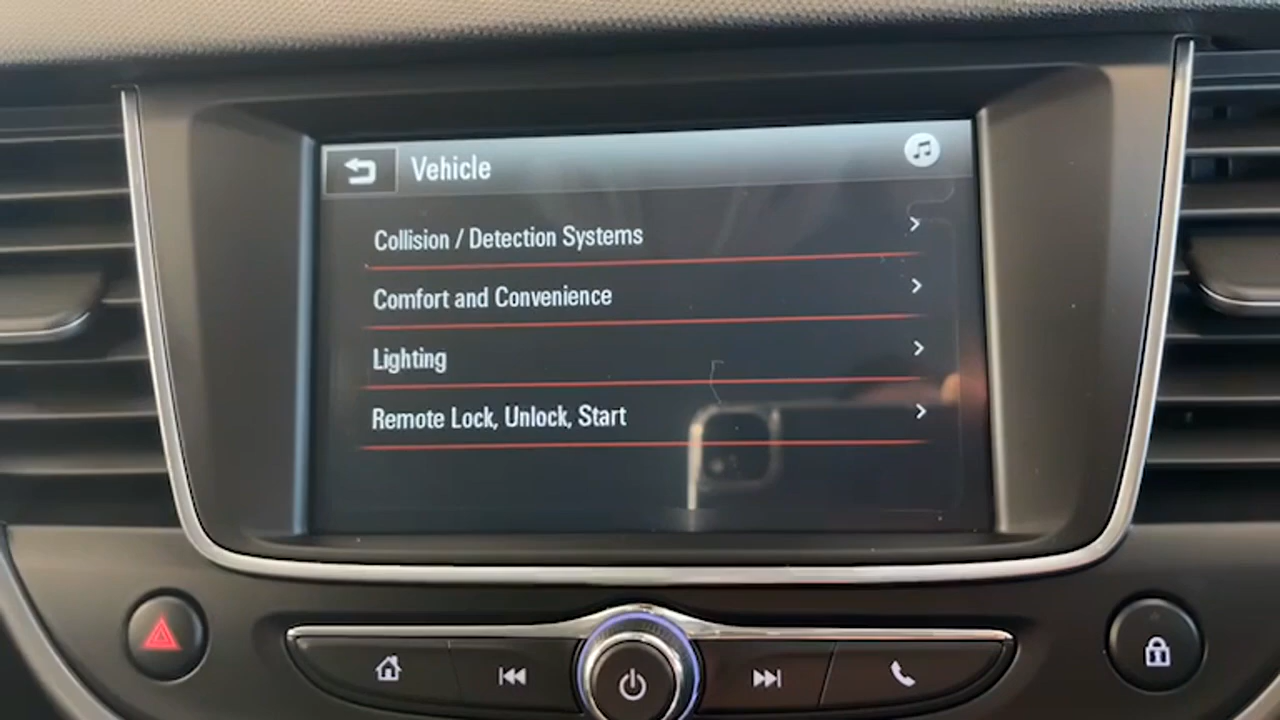 Vehicle
Collision / Detection Systems
Comfort and Convenience
Lighting
Remote Lock, Unlock, Start